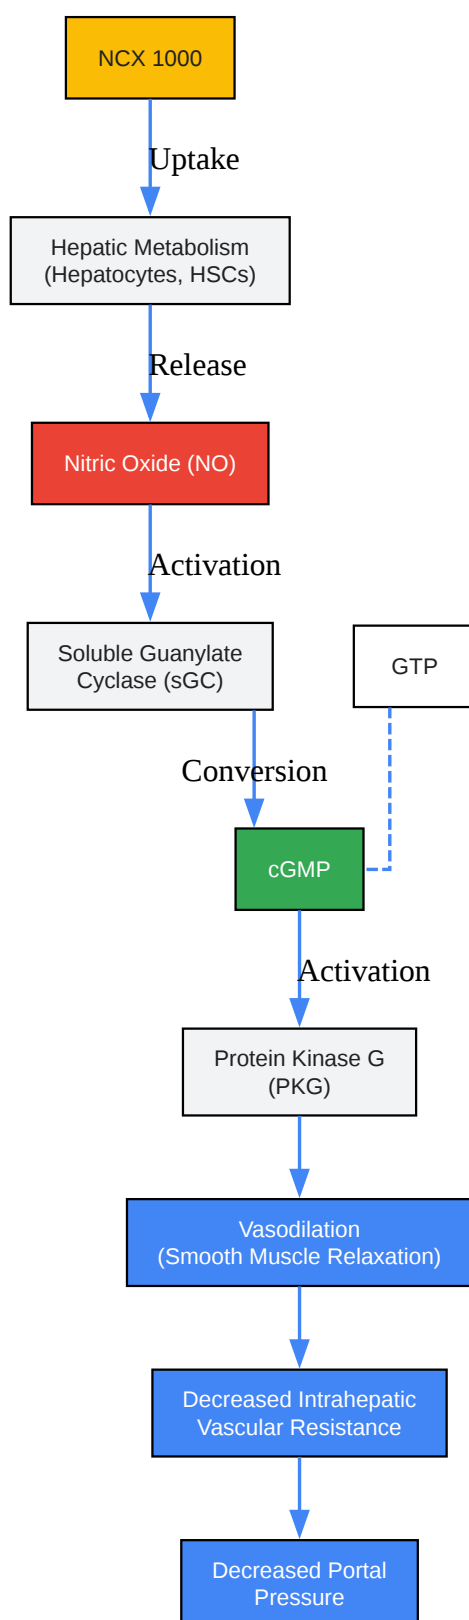 NCX 1000
Uptake
Hepatic Metabolism
(Hepatocytes, HSCs)
Release
Nitric Oxide (NO)
Activation
Soluble Guanylate
Cyclase (sGC)
GTP
Conversion
cGMP
Activation
Protein Kinase G
(PKG)
Vasodilation
(Smooth Muscle Relaxation)
Decreased Intrahepatic
Vascular Resistance
Decreased Portal
Pressure